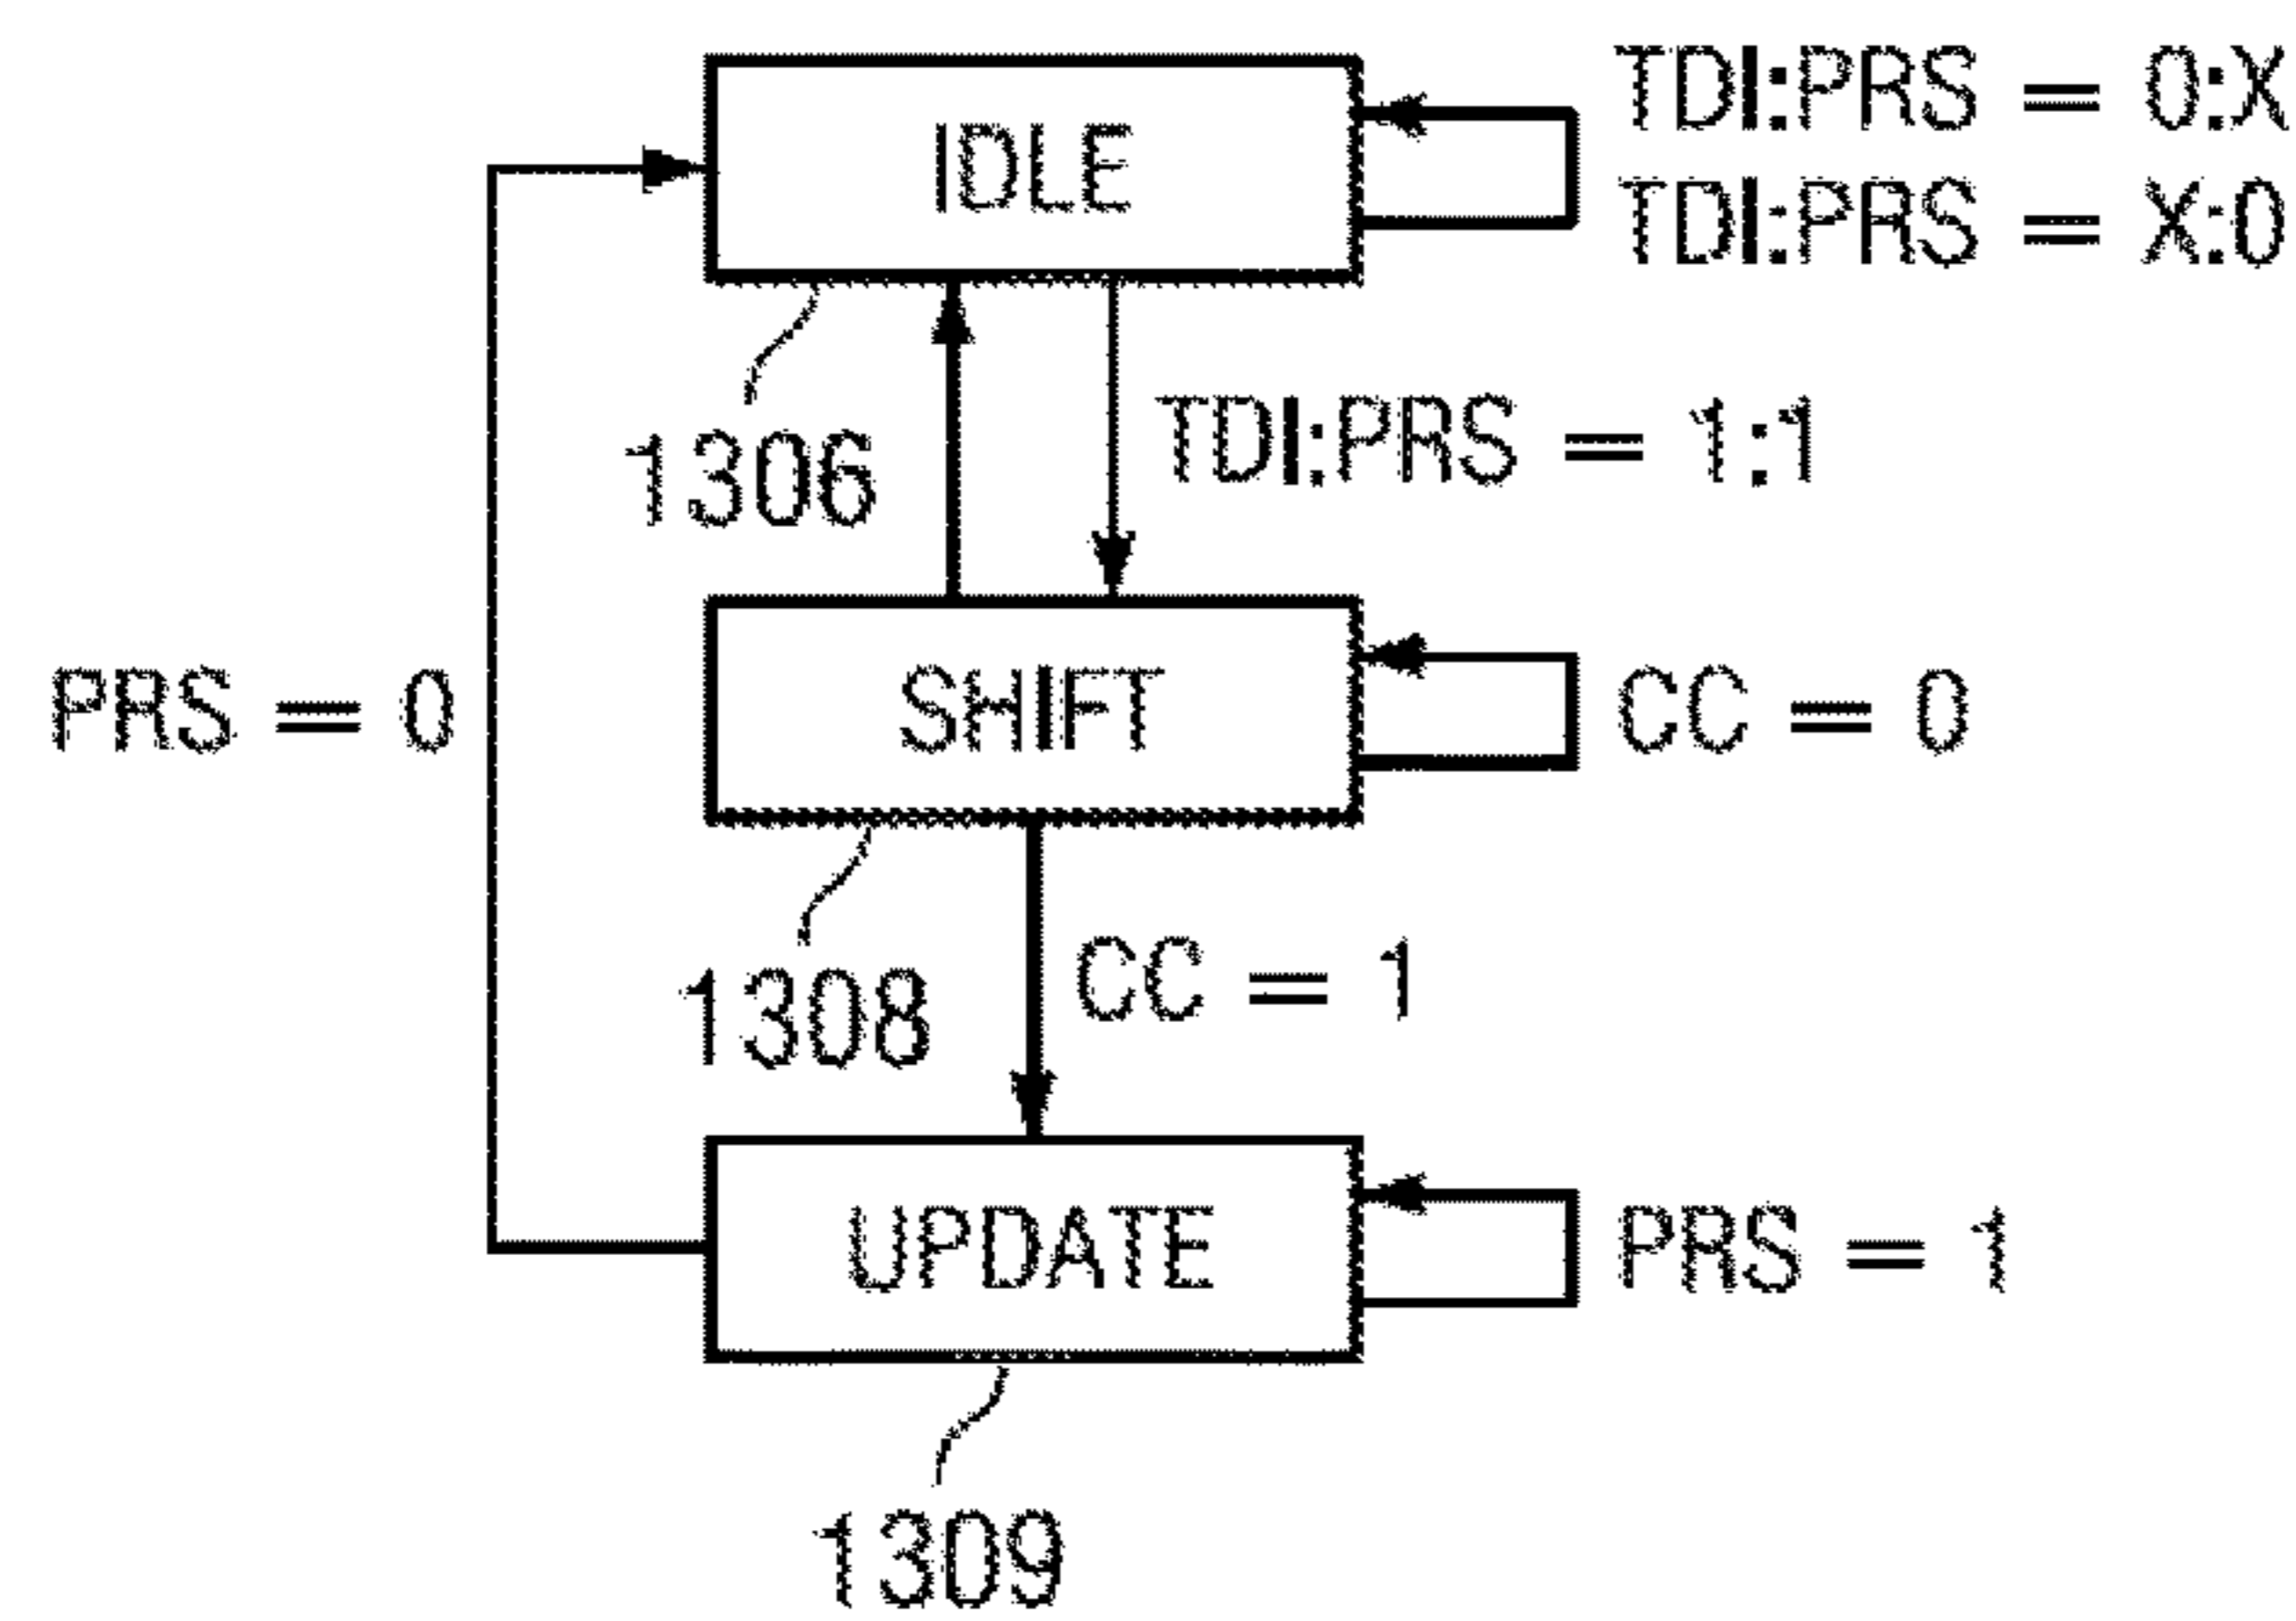 TDI:PRS = 0:X
IDLE
TDI:PRS = X:0
1306
TDI:PRS = 1:1
PRS = 0
SHIFT
CC = 0
1308
CC = 1
UPDATE
PRS = 1
1309